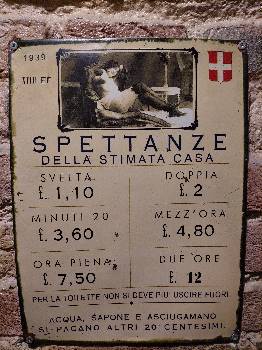 1939
SPETTANZE
DELLA STIMATA CASA
SVELTA
£. 1,10
DOPPIA
£. 2
MINUTI 20
£. 3,60
MEZZ'ORA
£. 4,80
ORA PIENA
£. 7,50
DUE ORE
£. 12
PER LA TOILETTE NON SI DEVE PIU' USCIRE FUORI
ACQUA, SAPONE E ASCIUGAMANO
SI PAGANO ALTRI 20 CENTESIMI.